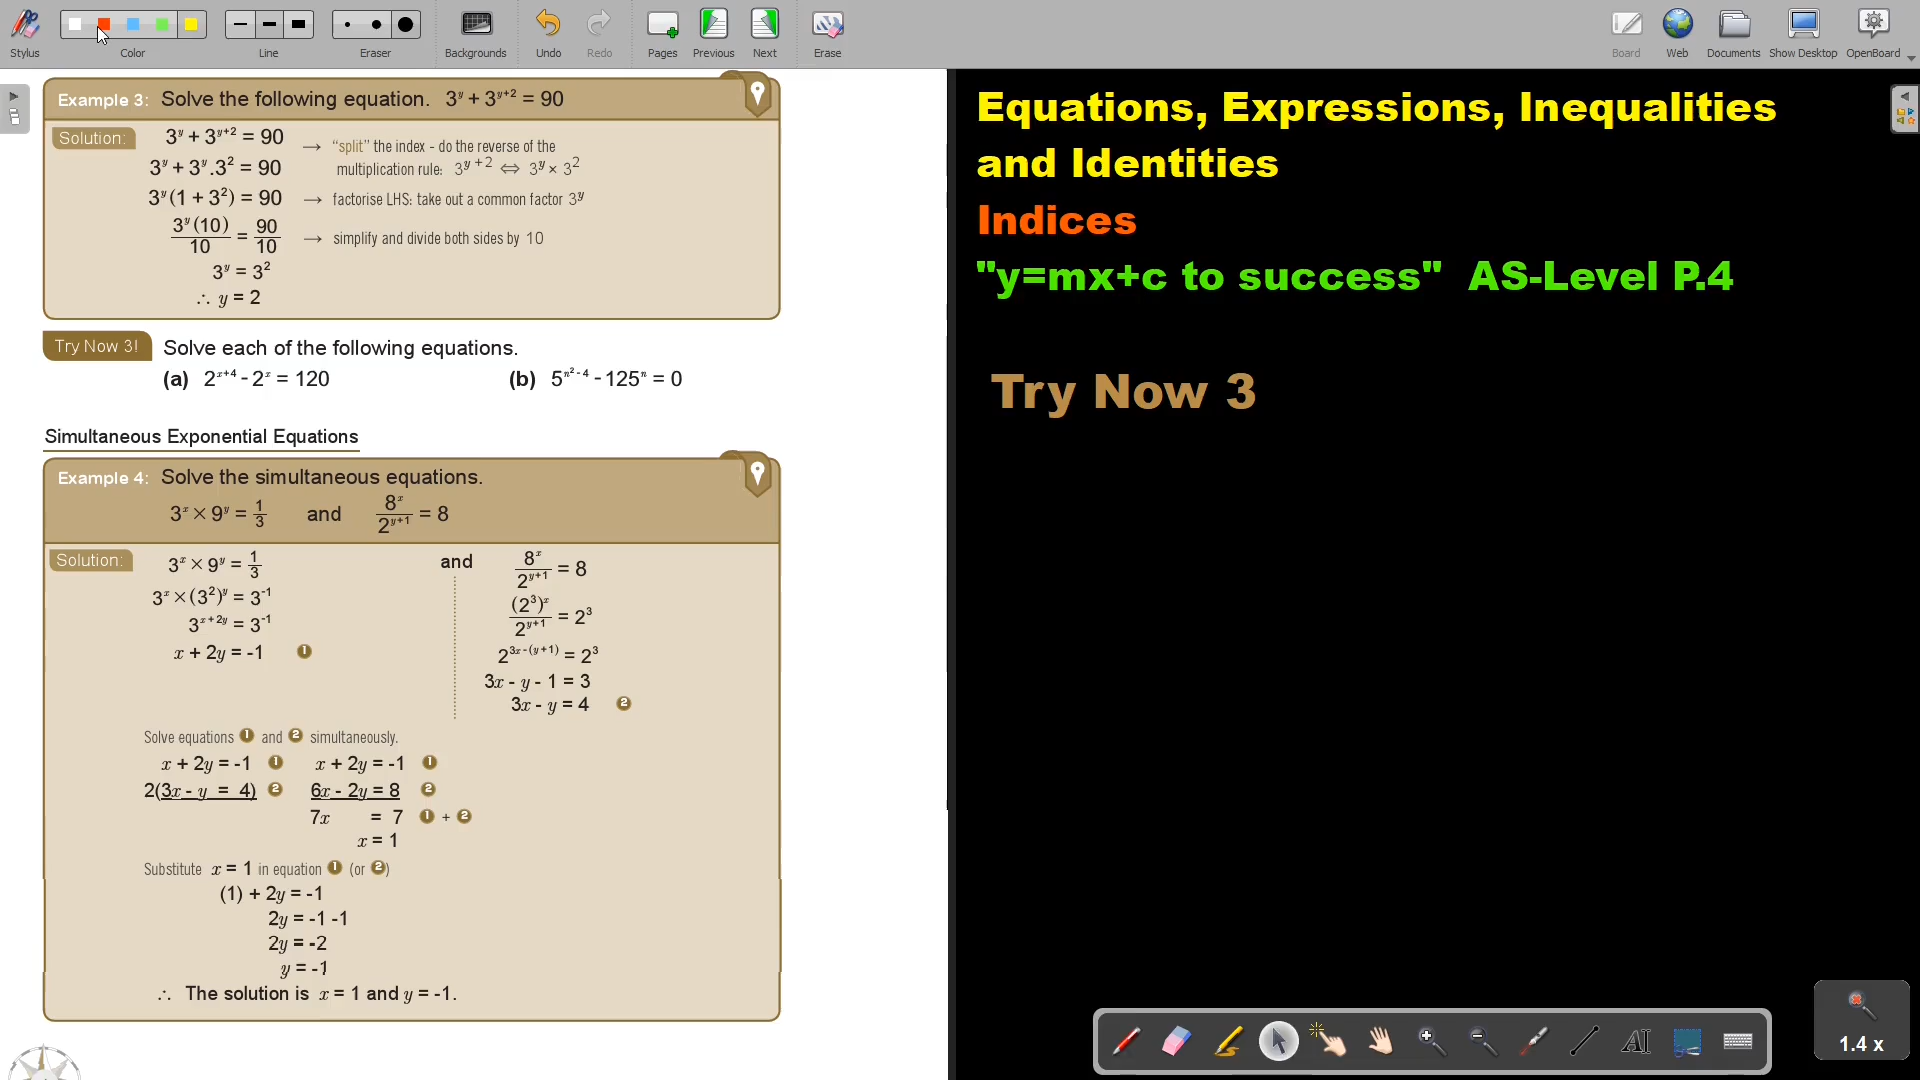 Stylus Color Line Eraser Backgrounds Undo Redo Pages Previous Next Erase Board Web Documents Show Desktop OpenBoard
Example 3: Solve the following equation. 3ʸ + 3ʸ⁺² = 90
Solution: 3ʸ + 3ʸ⁺² = 90
→ “split” the index - do the reverse of the
multiplication rule: 3ʸ⁺² ⇔ 3ʸ × 3²
3ʸ + 3ʸ.3² = 90
3ʸ(1 + 3²) = 90 → factorise LHS: take out a common factor 3ʸ
3ʸ(10)/10 = 90/10 → simplify and divide both sides by 10
3ʸ = 3²
∴ y = 2
Try Now 3! Solve each of the following equations.
(a) 2ˣ⁺⁴ - 2ˣ = 120 (b) 5^(n²-4) - 125ⁿ = 0
Simultaneous Exponential Equations
Example 4: Solve the simultaneous equations.
3ˣ × 9ʸ = 1/3 and 8ˣ/2ʸ⁺¹ = 8
Solution: 3ˣ × 9ʸ = 1/3 and 8ˣ/2ʸ⁺¹ = 8
3ˣ × (3²)ʸ = 3⁻¹
3ˣ⁺²ʸ = 3⁻¹
x + 2y = -1 1
(2³)ˣ/2ʸ⁺¹ = 2³
2^(3x-(y+1)) = 2³
3x - y - 1 = 3
3x - y = 4 2
Solve equations 1 and 2 simultaneously.
x + 2y = -1 1 x + 2y = -1 1
2(3x - y = 4) 2 6x - 2y = 8 2
7x = 7 1 + 2
x = 1
Substitute x = 1 in equation 1 (or 2)
(1) + 2y = -1
2y = -1 -1
2y = -2
y = -1
∴ The solution is x = 1 and y = -1.
Equations, Expressions, Inequalities
and Identities
Indices
"y=mx+c to success" AS-Level P.4
Try Now 3
AI
1.4 x